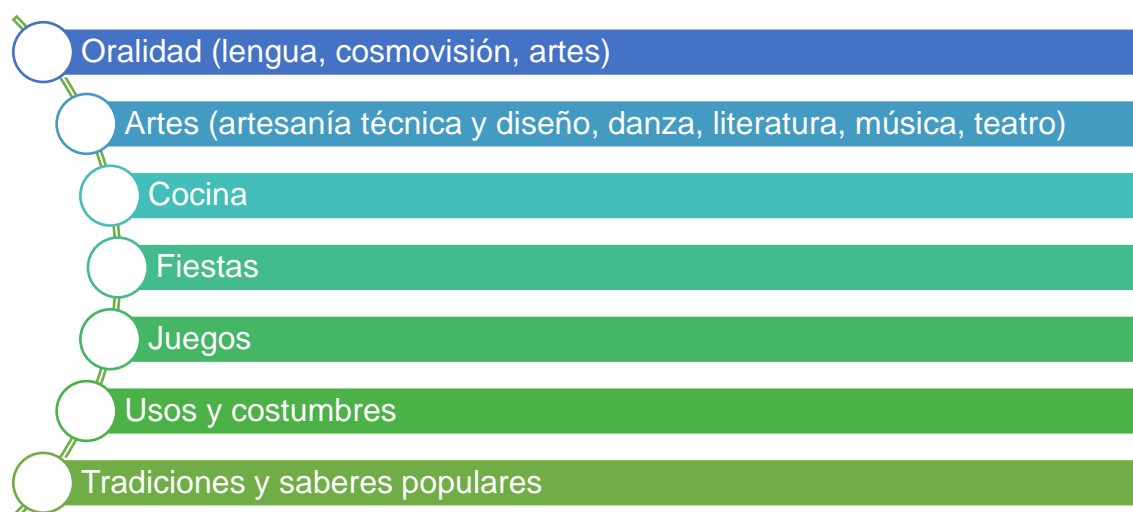 Oralidad (lengua, cosmovisión, artes)
Artes (artesanía técnica y diseño, danza, literatura, música, teatro)
Cocina
Fiestas
Juegos
Usos y costumbres
Tradiciones y saberes populares